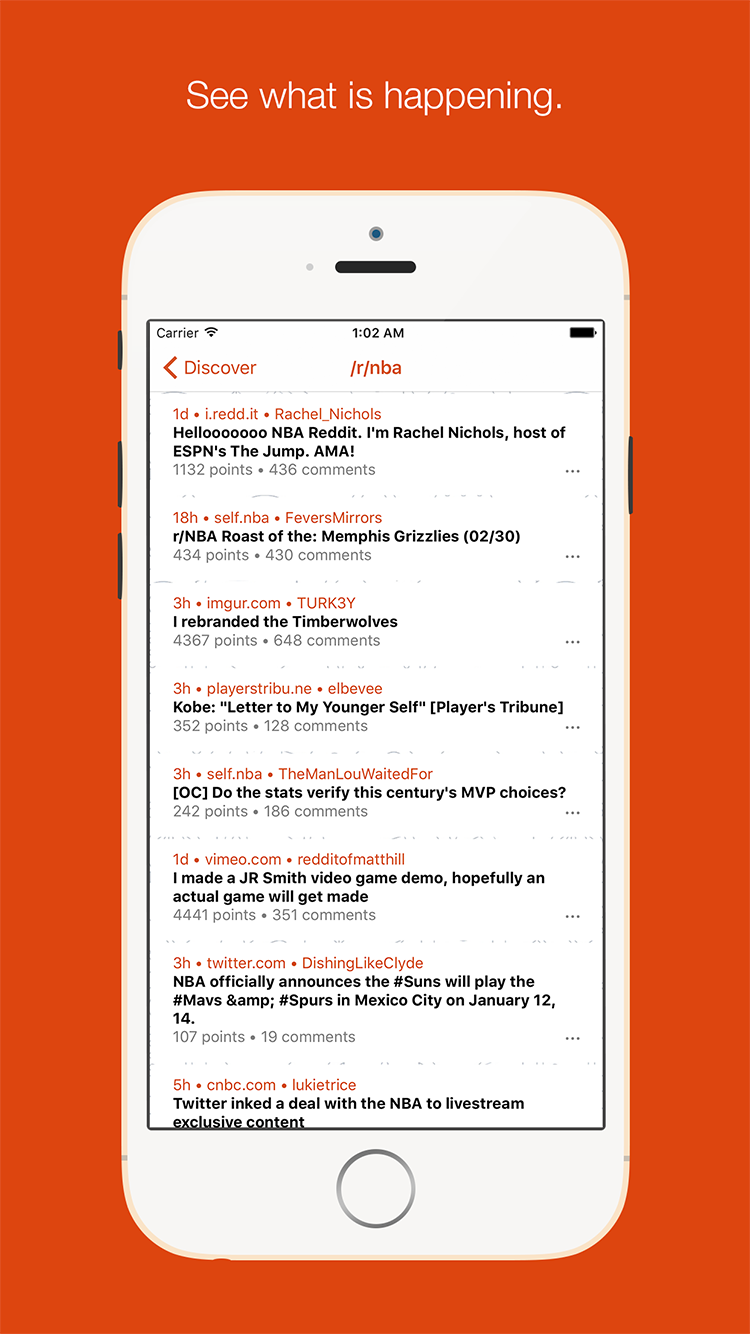 See what is happening.
Carrier 1:02 AM
Discover /r/nba
1d • i.redd.it • Rachel_Nichols
Hellooooooo NBA Reddit. I'm Rachel Nichols, host of
ESPN's The Jump. AMA!
1132 points • 436 comments
18h • self.nba • FeversMirrors
r/NBA Roast of the: Memphis Grizzlies (02/30)
434 points • 430 comments
3h • imgur.com • TURK3Y
I rebranded the Timberwolves
4367 points • 648 comments
3h • playerstribu.ne • elbevee
Kobe: "Letter to My Younger Self" [Player's Tribune]
352 points • 128 comments
3h • self.nba • TheManLouWaitedFor
[OC] Do the stats verify this century's MVP choices?
242 points • 186 comments
1d • vimeo.com • redditofmatthill
I made a JR Smith video game demo, hopefully an
actual game will get made
4441 points • 351 comments
3h • twitter.com • DishingLikeClyde
NBA officially announces the #Suns will play the
#Mavs &amp; #Spurs in Mexico City on January 12,
14.
107 points • 19 comments
5h • cnbc.com • lukietrice
Twitter inked a deal with the NBA to livestream
exclusive content